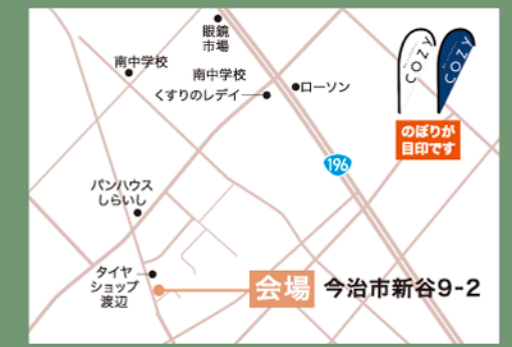 眼鏡
市場
南中学校
南中学校
くすりのレデイ
ローソン
COZY
COZY
のぼりが
目印です
196
パンハウス
しらいし
タイヤ
ショップ
渡辺
会場 今治市新谷9-2